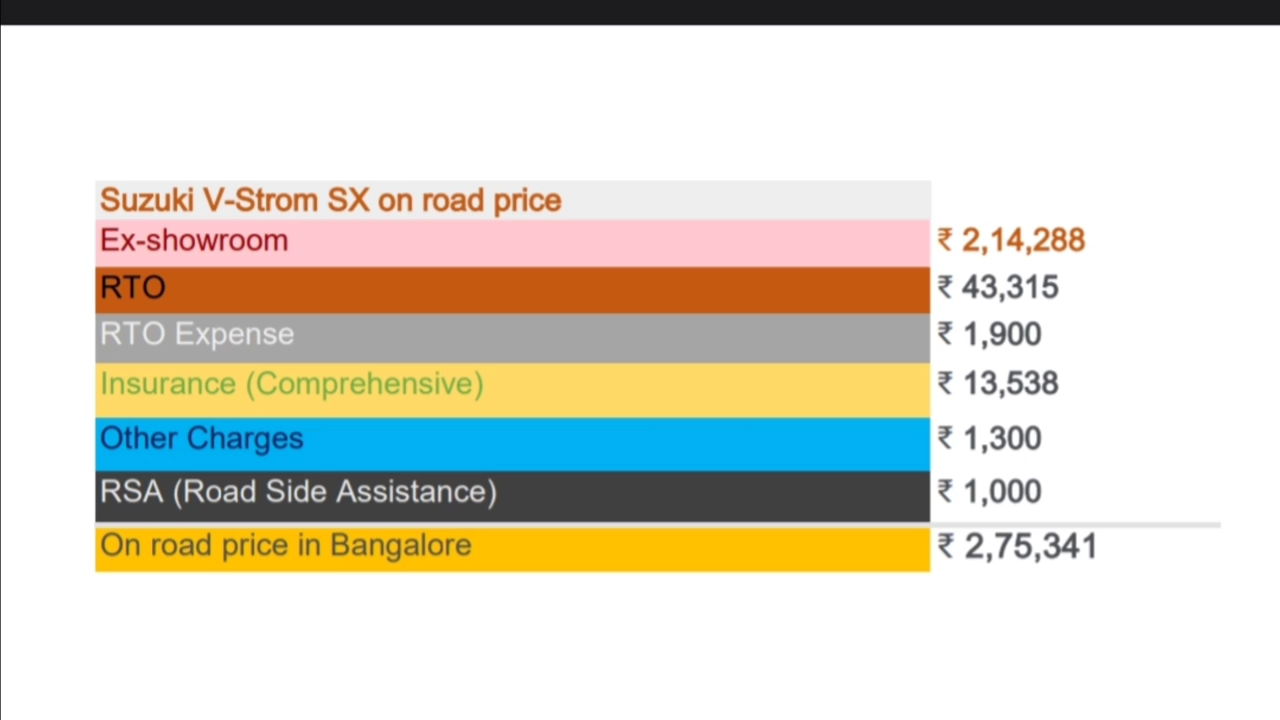 Suzuki V-Strom SX on road price
Ex-showroom ₹ 2,14,288
RTO ₹ 43,315
RTO Expense ₹ 1,900
Insurance (Comprehensive) ₹ 13,538
Other Charges ₹ 1,300
RSA (Road Side Assistance) ₹ 1,000
On road price in Bangalore ₹ 2,75,341